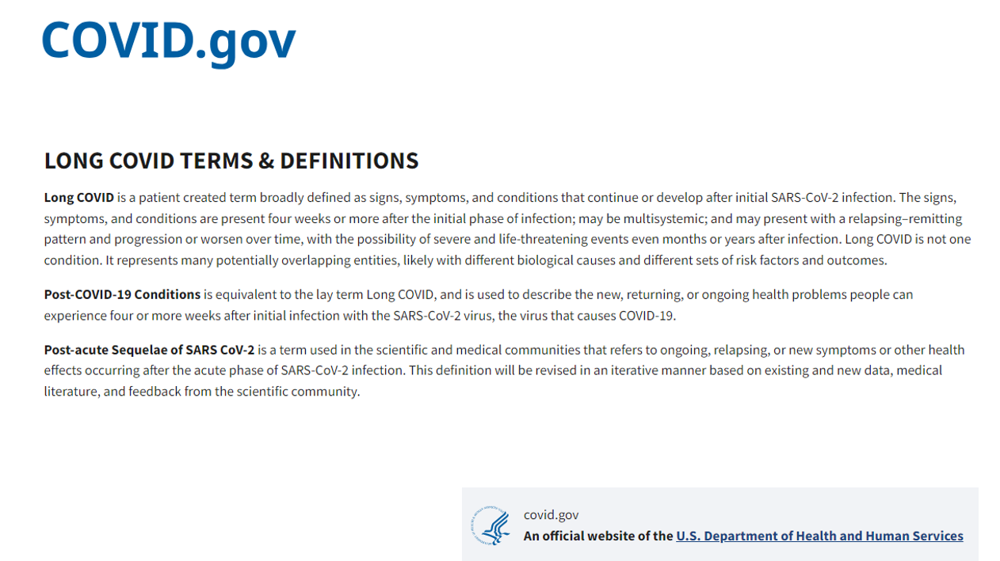 COVID.gov
LONG COVID TERMS & DEFINITIONS
Long COVID is a patient created term broadly defined as signs, symptoms, and conditions that continue or develop after initial SARS-CoV-2 infection. The signs,
symptoms, and conditions are present four weeks or more after the initial phase of infection; may be multisystemic; and may present with a relapsing–remitting
pattern and progression or worsen over time, with the possibility of severe and life-threatening events even months or years after infection. Long COVID is not one
condition. It represents many potentially overlapping entities, likely with different biological causes and different sets of risk factors and outcomes.
Post-COVID-19 Conditions is equivalent to the lay term Long COVID, and is used to describe the new, returning, or ongoing health problems people can
experience four or more weeks after initial infection with the SARS-CoV-2 virus, the virus that causes COVID-19.
Post-acute Sequelae of SARS CoV-2 is a term used in the scientific and medical communities that refers to ongoing, relapsing, or new symptoms or other health
effects occurring after the acute phase of SARS-CoV-2 infection. This definition will be revised in an iterative manner based on existing and new data, medical
literature, and feedback from the scientific community.
covid.gov
An official website of the U.S. Department of Health and Human Services